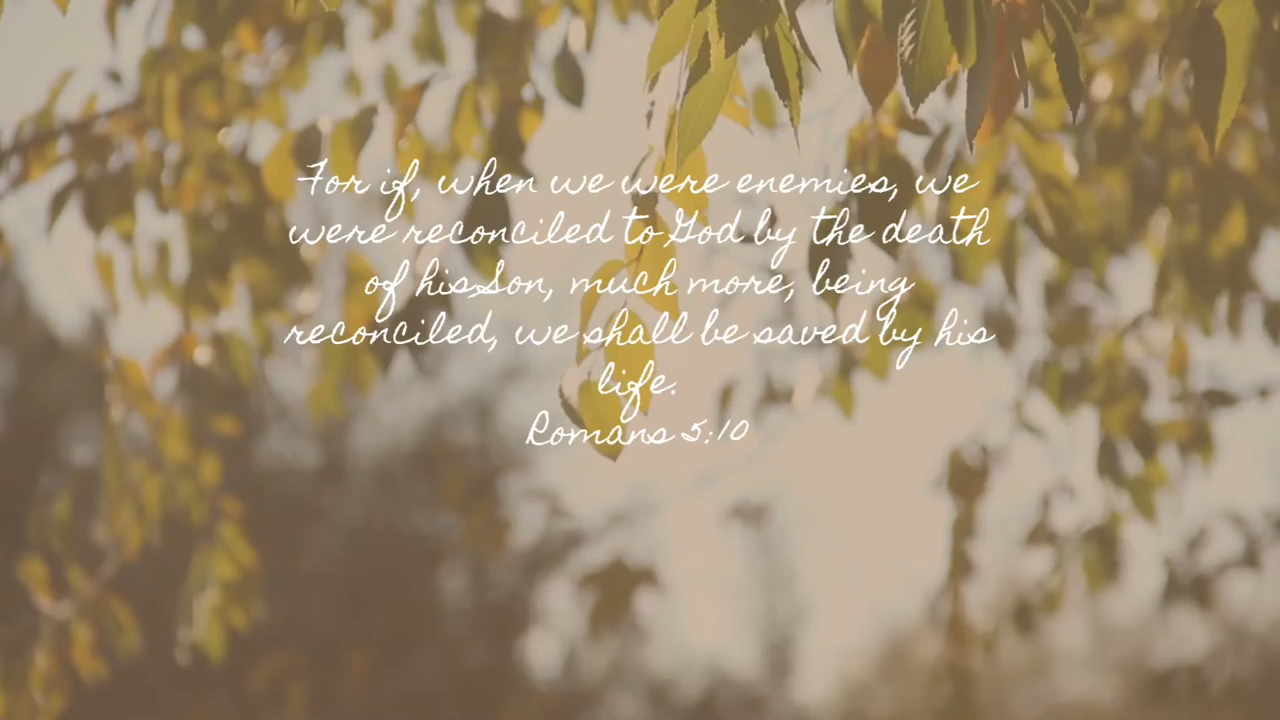 For if, when we were enemies, we
were reconciled to God by the death
of his Son, much more, being
reconciled, we shall be saved by his
life.
Romans 5:10